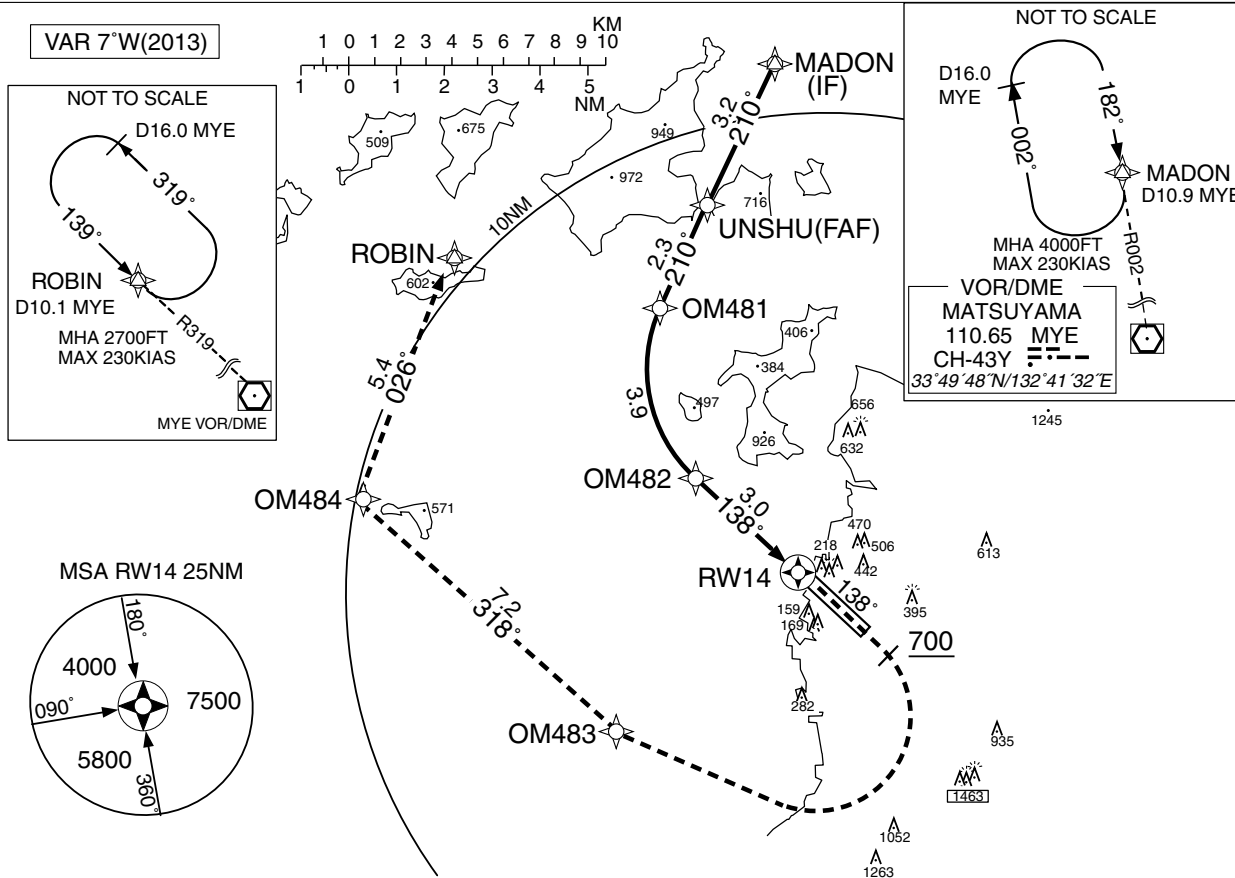 VAR 7°W(2013)
KM
1 0 1 2 3 4 5 6 7 8 9 10
1 0 1 2 3 4 5
NM
NOT TO SCALE
D16.0 MYE
319°
139°
ROBIN
D10.1 MYE
MHA 2700FT
MAX 230KIAS
R319
MYE VOR/DME
NOT TO SCALE
D16.0
MYE
182°
002°
MADON
D10.9 MYE
MHA 4000FT
MAX 230KIAS
R002
VOR/DME
MATSUYAMA
110.65 MYE
CH-43Y
33°49´48˝N/132°41´32˝E
MADON
(IF)
3.2
210°
509
675
949
972
716
10NM
UNSHU(FAF)
ROBIN
602
2.3
210°
OM481
406
384
497
926
3.9
5.4
026°
656
632
1245
OM482
3.0
138°
OM484
571
470
506
218
442
613
RW14
138°
395
159
169
700
7.2
318°
282
OM483
935
1463
1052
1263
MSA RW14 25NM
180°
4000
7500
090°
5800
360°